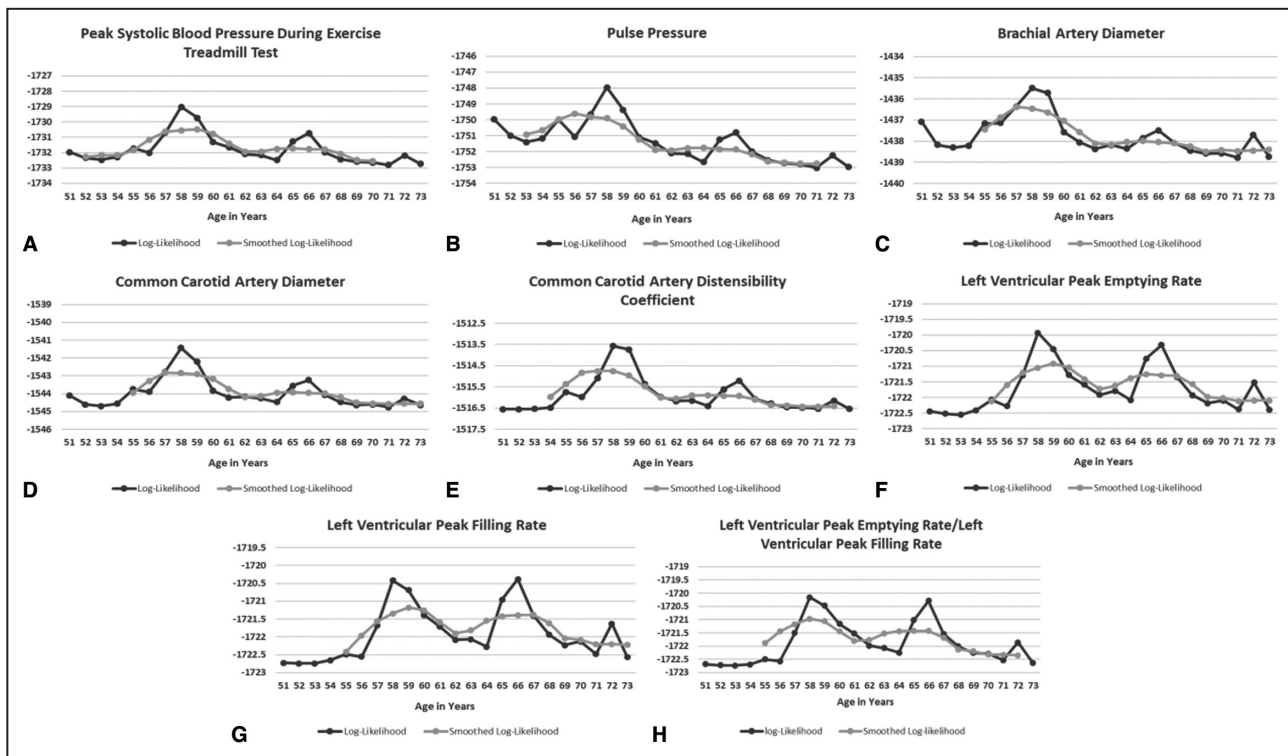 Peak Systolic Blood Pressure During Exercise
Treadmill Test
-1727
-1728
-1729
-1730
-1731
-1732
-1733
-1734
51 52 53 54 55 56 57 58 59 60 61 62 63 64 65 66 67 68 69 70 71 72 73
Age in Years
A
Log-Likelihood Smoothed Log-Likelihood
Pulse Pressure
-1746
-1747
-1748
-1749
-1750
-1751
-1752
-1753
-1754
51 52 53 54 55 56 57 58 59 60 61 62 63 64 65 66 67 68 69 70 71 72 73
Age in Years
B
Log-Likelihood Smoothed Log-Likelihood
Brachial Artery Diameter
-1434
-1435
-1436
-1437
-1438
-1439
-1440
51 52 53 54 55 56 57 58 59 60 61 62 63 64 65 66 67 68 69 70 71 72 73
Age in Years
C
Log-Likelihood Smoothed Log-Likelihood
Common Carotid Artery Diameter
-1539
-1540
-1541
-1542
-1543
-1544
-1545
-1546
51 52 53 54 55 56 57 58 59 60 61 62 63 64 65 66 67 68 69 70 71 72 73
Age in Years
D
Log-Likelihood Smoothed Log-Likelihood
Common Carotid Artery Distensibility
Coefficient
-1512.5
-1513.5
-1514.5
-1515.5
-1516.5
-1517.5
51 52 53 54 55 56 57 58 59 60 61 62 63 64 65 66 67 68 69 70 71 72 73
Age in Years
E
Log-Likelihood Smoothed Log-Likelihood
Left Ventricular Peak Emptying Rate
-1719
-1719.5
-1720
-1720.5
-1721
-1721.5
-1722
-1722.5
-1723
51 52 53 54 55 56 57 58 59 60 61 62 63 64 65 66 67 68 69 70 71 72 73
Age in Years
F
Log-Likelihood Smoothed Log-Likelihood
Left Ventricular Peak Filling Rate
-1719.5
-1720
-1720.5
-1721
-1721.5
-1722
-1722.5
-1723
51 52 53 54 55 56 57 58 59 60 61 62 63 64 65 66 67 68 69 70 71 72 73
Age in Years
G
Log-Likelihood Smoothed Log-Likelihood
Left Ventricular Peak Emptying Rate/Left
Ventricular Peak Filling Rate
-1719
-1719.5
-1720
-1720.5
-1721
-1721.5
-1722
-1722.5
-1723
51 52 53 54 55 56 57 58 59 60 61 62 63 64 65 66 67 68 69 70 71 72 73
Age in Years
H
log-Likelihood Smoothed Log-likelihood